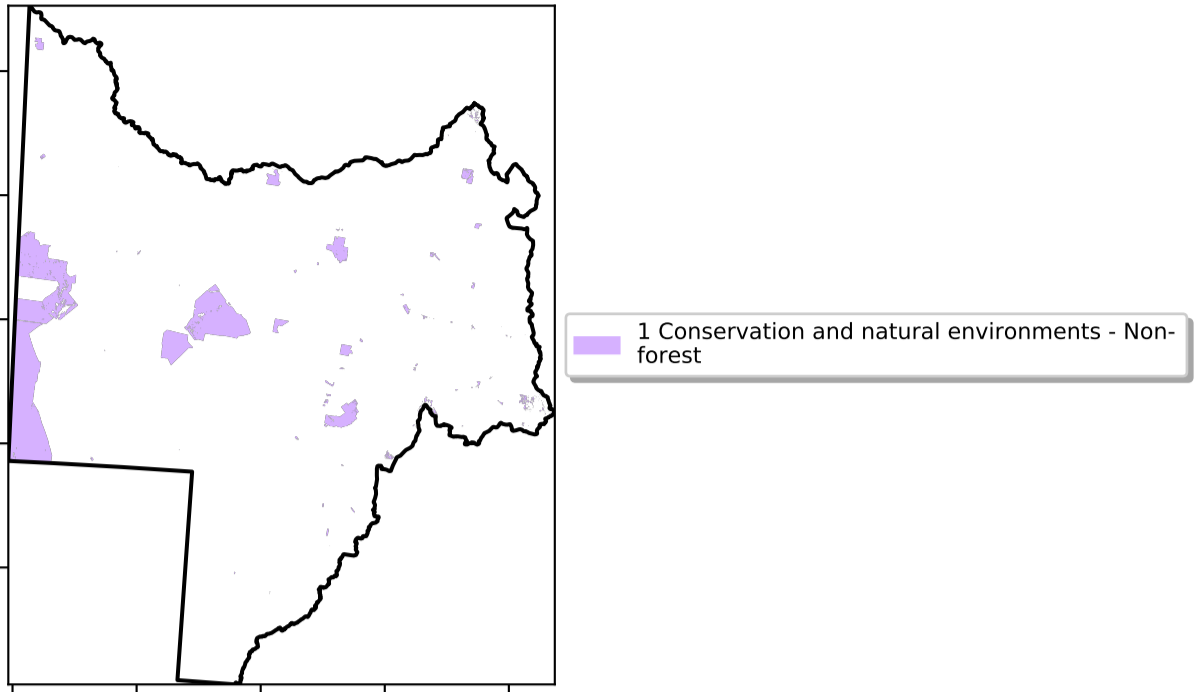 1 Conservation and natural environments - Non-
forest